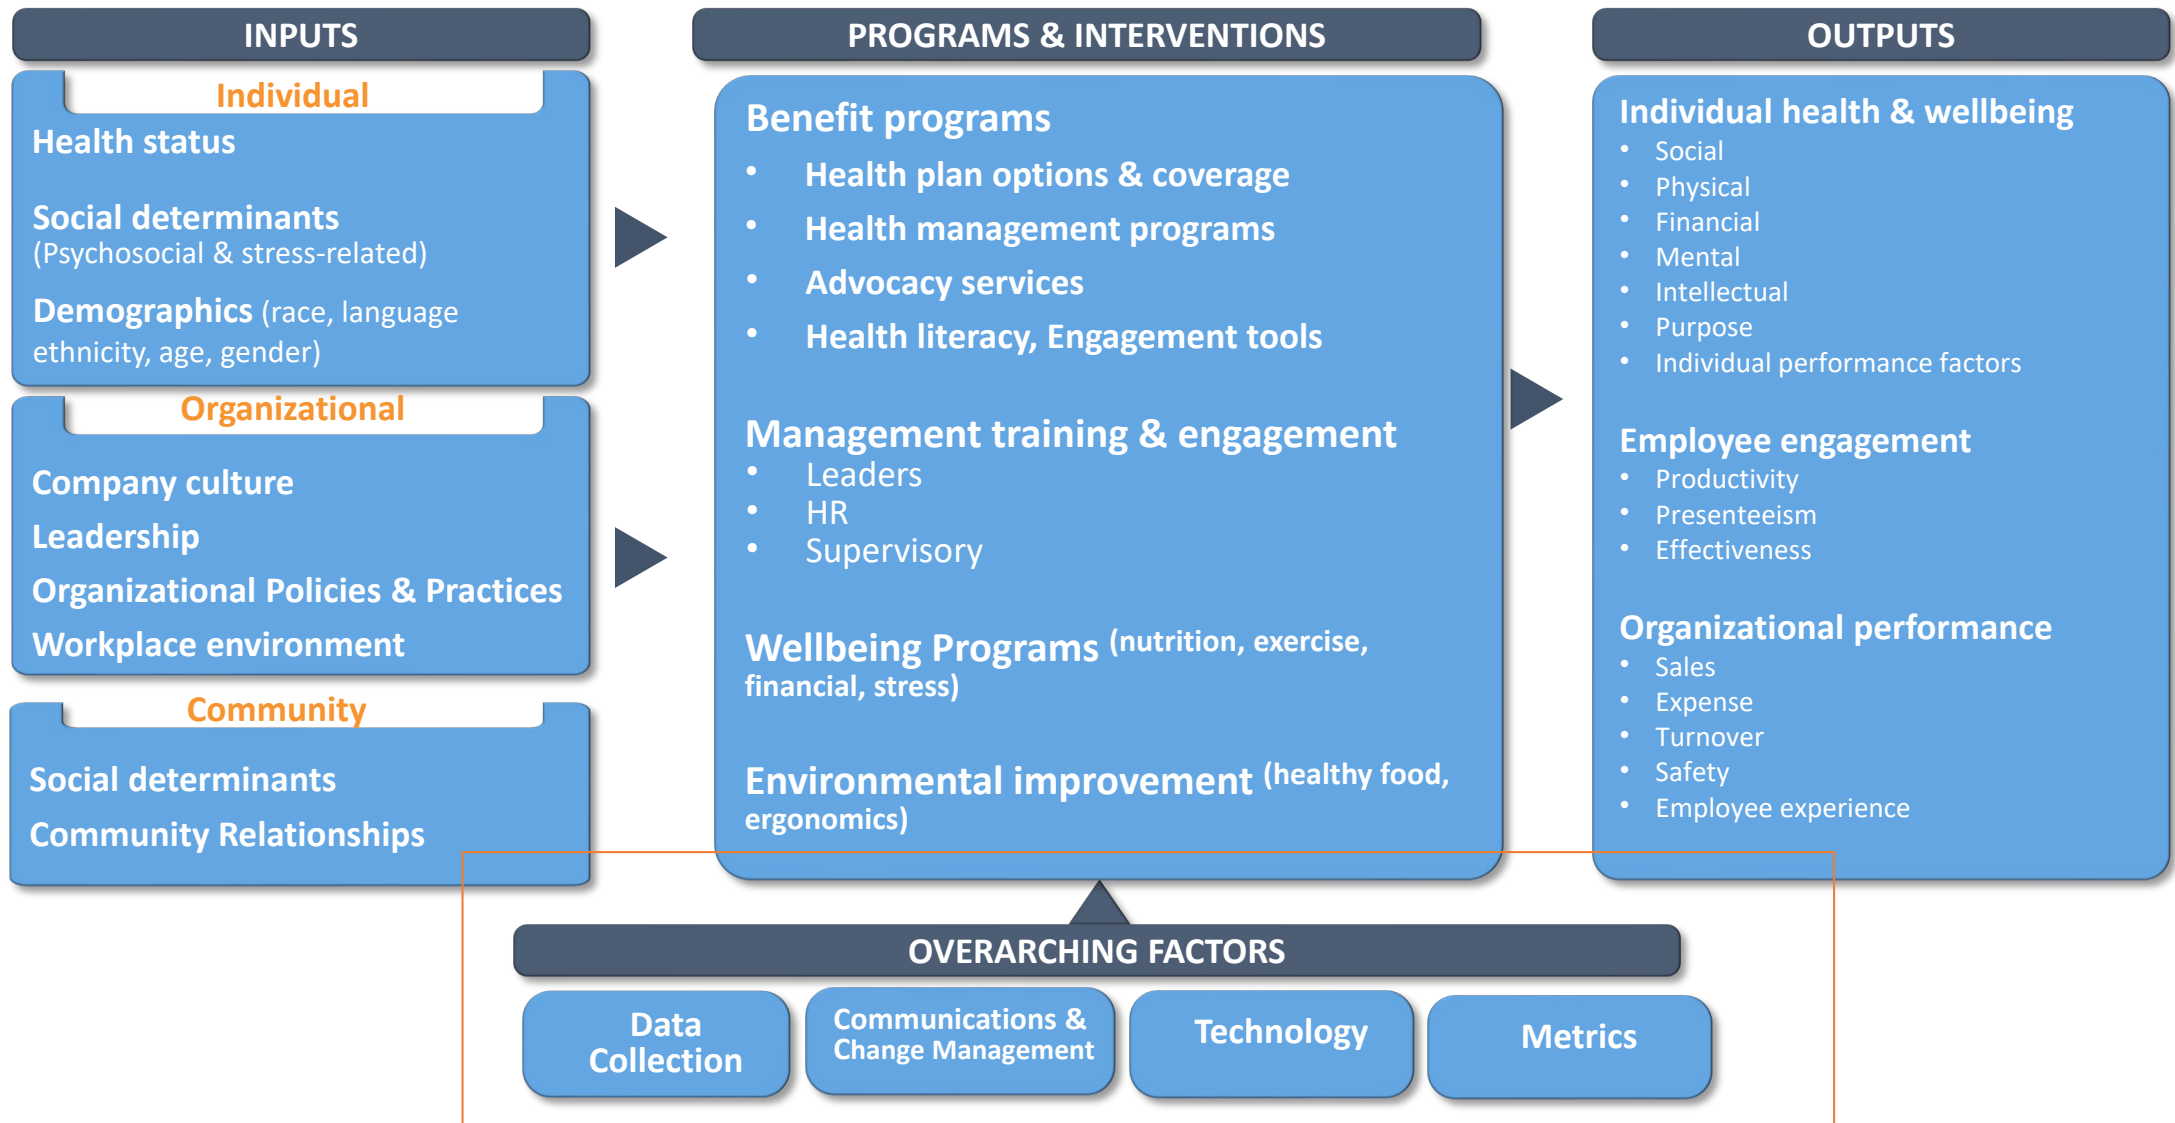 INPUTS
Individual
Health status
Social determinants
(Psychosocial & stress-related)
Demographics (race, language
ethnicity, age, gender)
Organizational
Company culture
Leadership
Organizational Policies & Practices
Workplace environment
Community
Social determinants
Community Relationships
PROGRAMS & INTERVENTIONS
Benefit programs
• Health plan options & coverage
• Health management programs
• Advocacy services
• Health literacy, Engagement tools
Management training & engagement
• Leaders
• HR
• Supervisory
Wellbeing Programs (nutrition, exercise,
financial, stress)
Environmental improvement (healthy food,
ergonomics)
OUTPUTS
Individual health & wellbeing
• Social
• Physical
• Financial
• Mental
• Intellectual
• Purpose
• Individual performance factors
Employee engagement
• Productivity
• Presenteeism
• Effectiveness
Organizational performance
• Sales
• Expense
• Turnover
• Safety
• Employee experience
OVERARCHING FACTORS
Data
Collection
Communications &
Change Management
Technology
Metrics